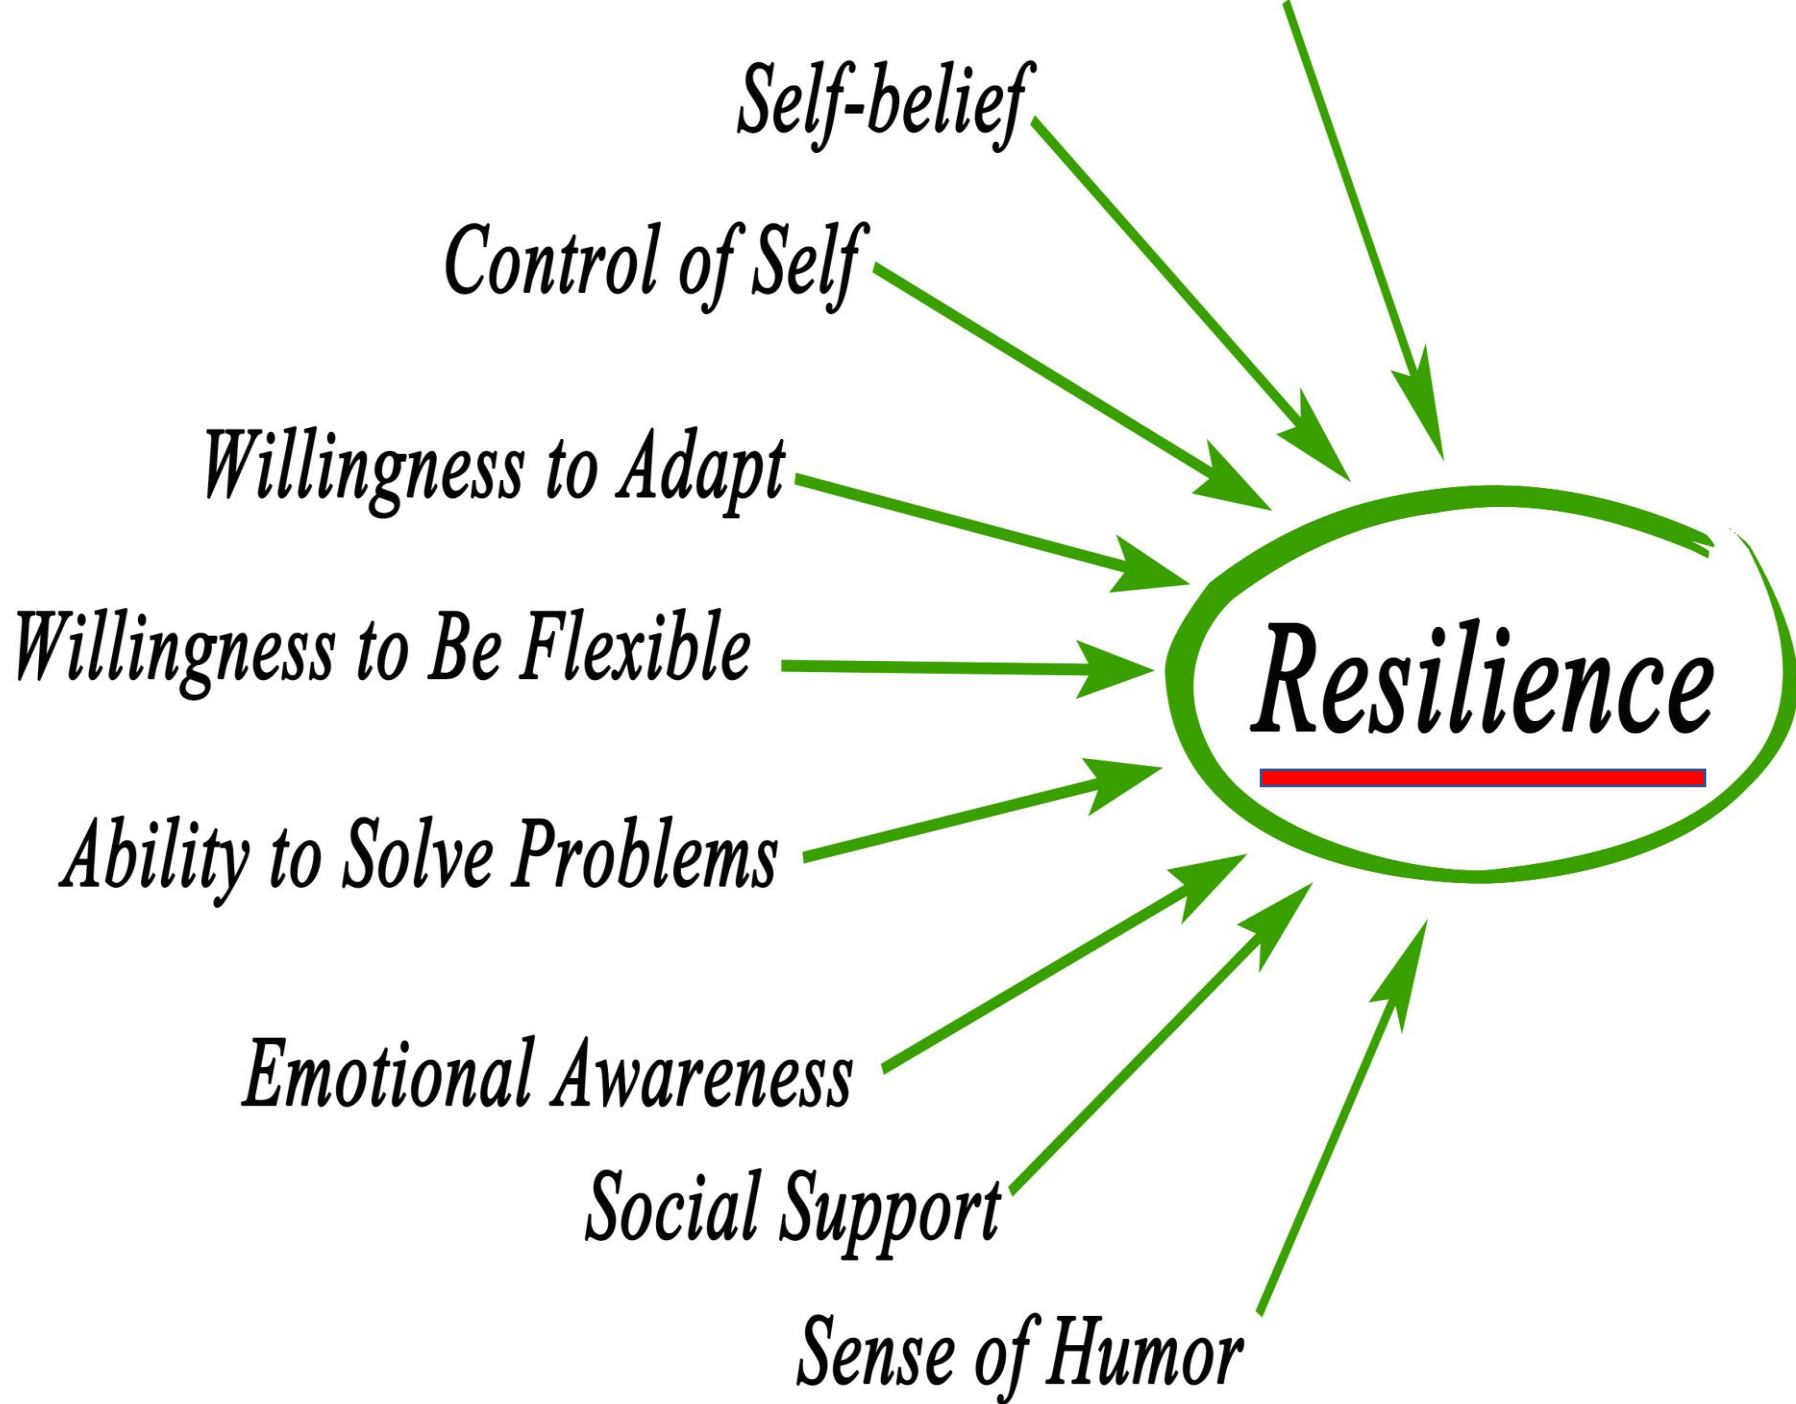 Self-belief
Control of Self
Willingness to Adapt
Willingness to Be Flexible
Resilience
Ability to Solve Problems
Emotional Awareness
Social Support
Sense of Humor